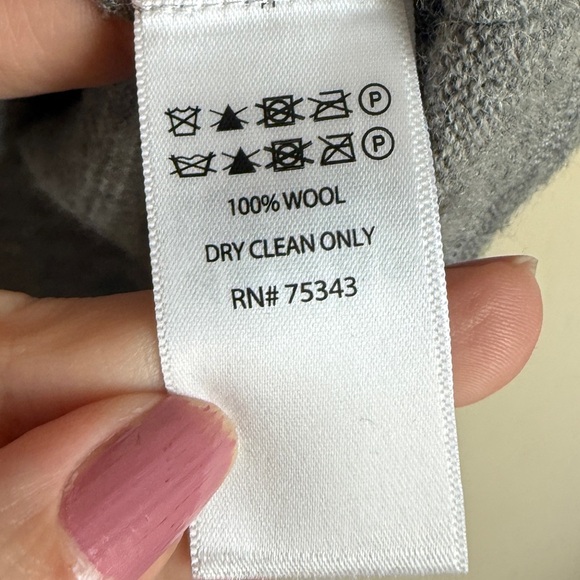 P
P
100% WOOL
DRY CLEAN ONLY
RN# 75343